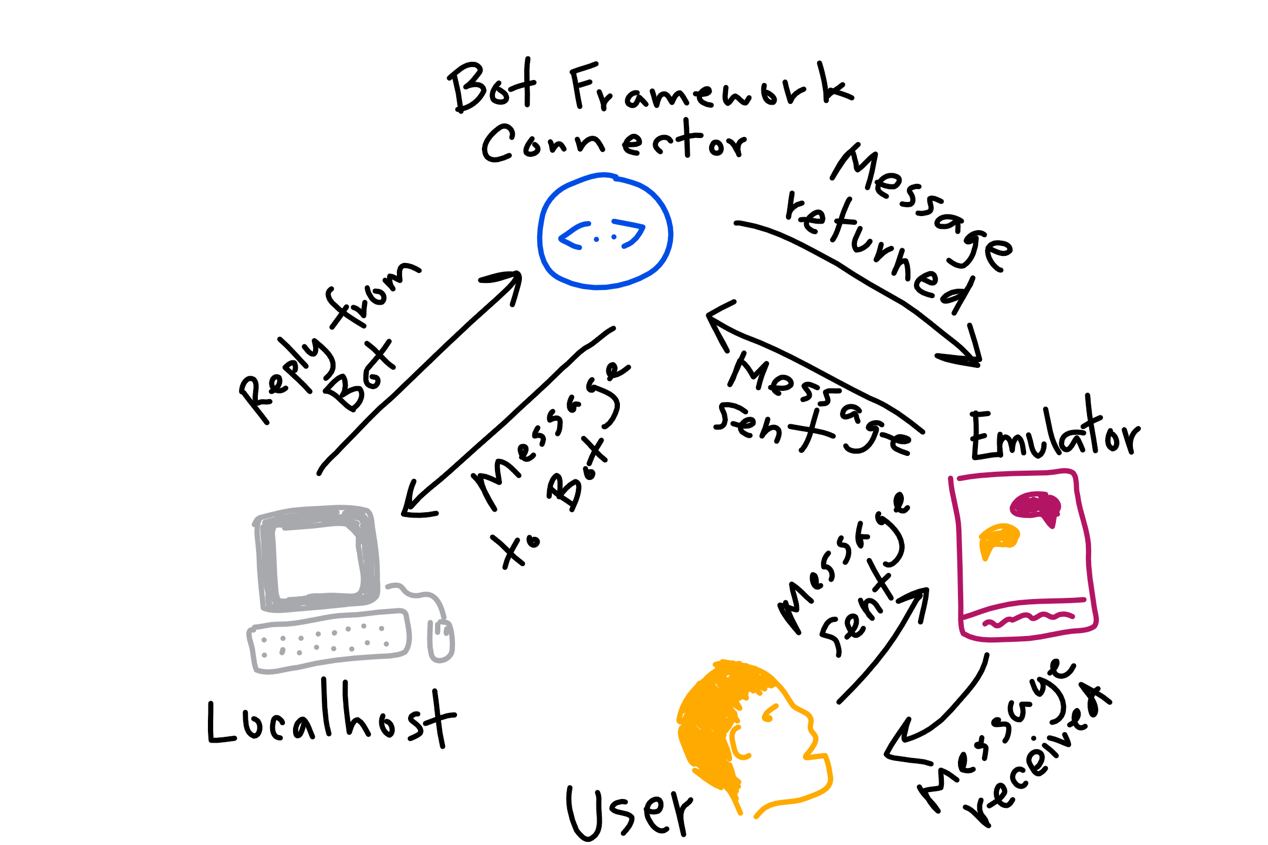 Bot Framework
Connector
Message
returned
Reply from
Bot
Message
to Bot
Message
sent
Emulator
Message
sent
Message
received
Localhost
User